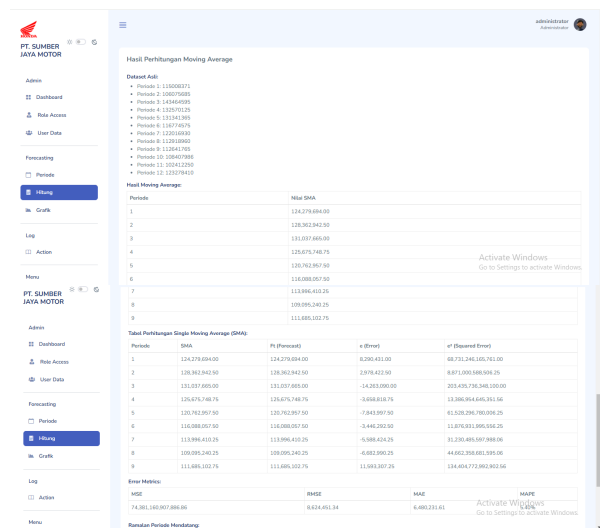 HONDA
PT. SUMBER
JAYA MOTOR
administrator
Administrator
Admin
Dashboard
Role Access
User Data
Forecasting
Periode
Hitung
Grafik
Log
Action
Menu
Hasil Perhitungan Moving Average
Dataset Asli:
Periode 1: 115008371
Periode 2: 106075685
Periode 3: 143464595
Periode 4: 132570125
Periode 5: 131341365
Periode 6: 116774575
Periode 7: 122016930
Periode 8: 112918960
Periode 9: 112641765
Periode 10: 108407986
Periode 11: 102412250
Periode 12: 123278410
Hasil Moving Average:
Periode Nilai SMA
1 124,279,694.00
2 128,362,942.50
3 131,037,665.00
4 125,675,748.75
5 120,762,957.50
6 116,088,057.50
7 113,996,410.25
8 109,095,240.25
9 111,685,102.75
Activate Windows
Go to Settings to activate Windows.
PT. SUMBER
JAYA MOTOR
Admin
Dashboard
Role Access
User Data
Forecasting
Periode
Hitung
Grafik
Log
Action
Menu
Tabel Perhitungan Single Moving Average (SMA):
Periode SMA Ft (Forecast) e (Error) e² (Squared Error)
1 124,279,694.00 124,279,694.00 8,290,431.00 68,731,246,165,761.00
2 128,362,942.50 128,362,942.50 2,978,422.50 8,871,000,588,506.25
3 131,037,665.00 131,037,665.00 -14,263,090.00 203,435,736,348,100.00
4 125,675,748.75 125,675,748.75 -3,658,818.75 13,386,954,645,351.56
5 120,762,957.50 120,762,957.50 -7,843,997.50 61,528,296,780,006.25
6 116,088,057.50 116,088,057.50 -3,446,292.50 11,876,931,995,556.25
7 113,996,410.25 113,996,410.25 -5,588,424.25 31,230,485,597,988.06
8 109,095,240.25 109,095,240.25 -6,682,990.25 44,662,358,681,595.06
9 111,685,102.75 111,685,102.75 11,593,307.25 134,404,772,992,902.56
Error Metrics:
MSE RMSE MAE MAPE
74,381,160,907,886.86 8,624,451.34 6,480,231.61 5.45%
Activate Windows
Go to Settings to activate Windows.
Ramalan Periode Mendatang: